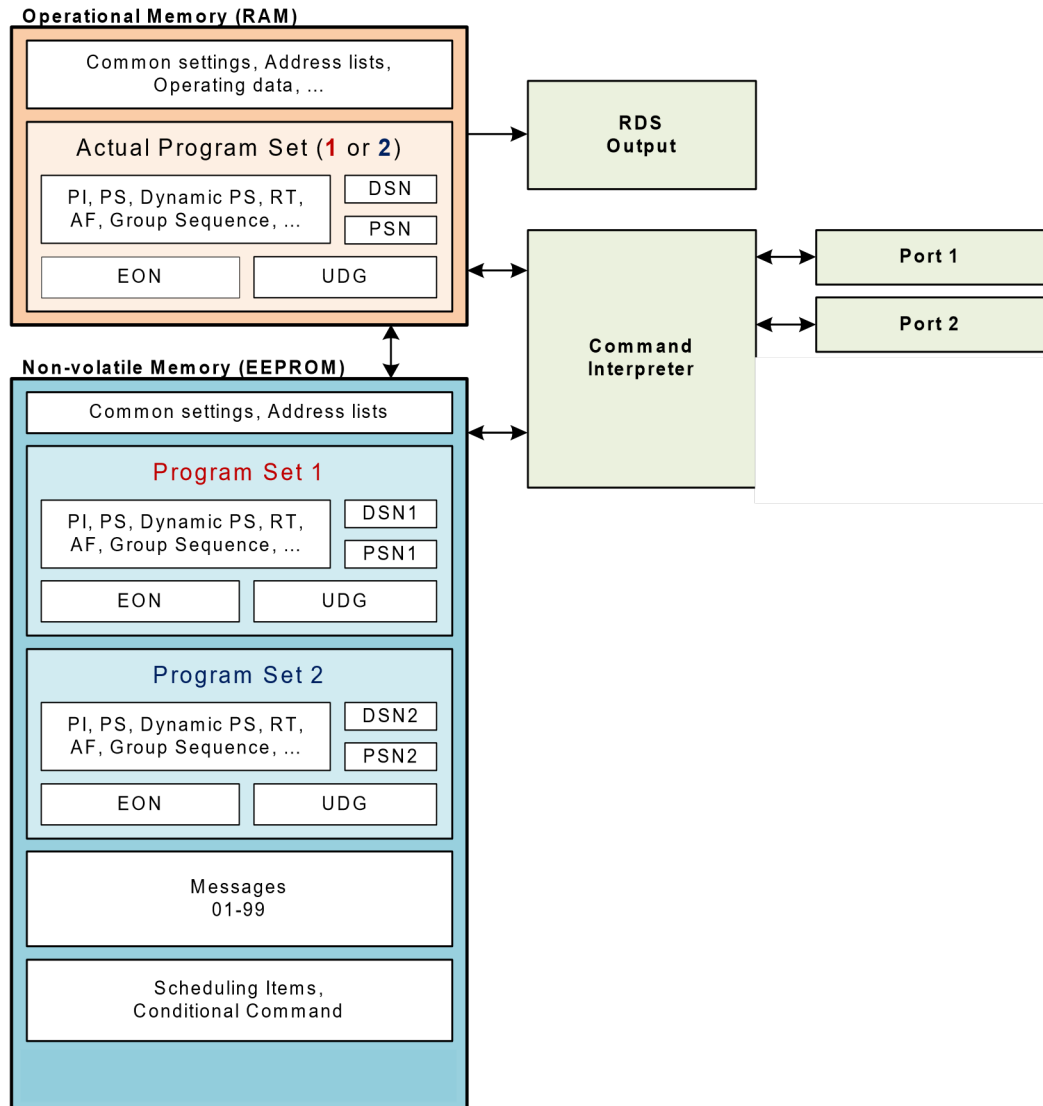 Operational Memory (RAM)
Common settings, Address lists,
Operating data, ...
Actual Program Set (1 or 2)
PI, PS, Dynamic PS, RT,
AF, Group Sequence, ...
DSN
PSN
EON
UDG
RDS
Output
Command
Interpreter
Port 1
Port 2
Non-volatile Memory (EEPROM)
Common settings, Address lists
Program Set 1
PI, PS, Dynamic PS, RT,
AF, Group Sequence, ...
DSN1
PSN1
EON
UDG
Program Set 2
PI, PS, Dynamic PS, RT,
AF, Group Sequence, ...
DSN2
PSN2
EON
UDG
Messages
01-99
Scheduling Items,
Conditional Command